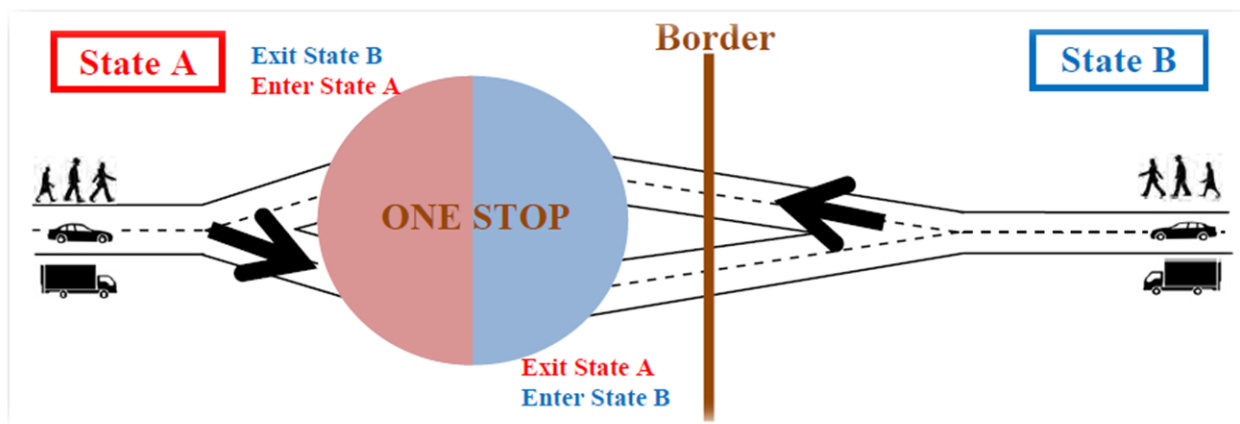 State A
Exit State B
Enter State A
Border
State B
ONE STOP
Exit State A
Enter State B